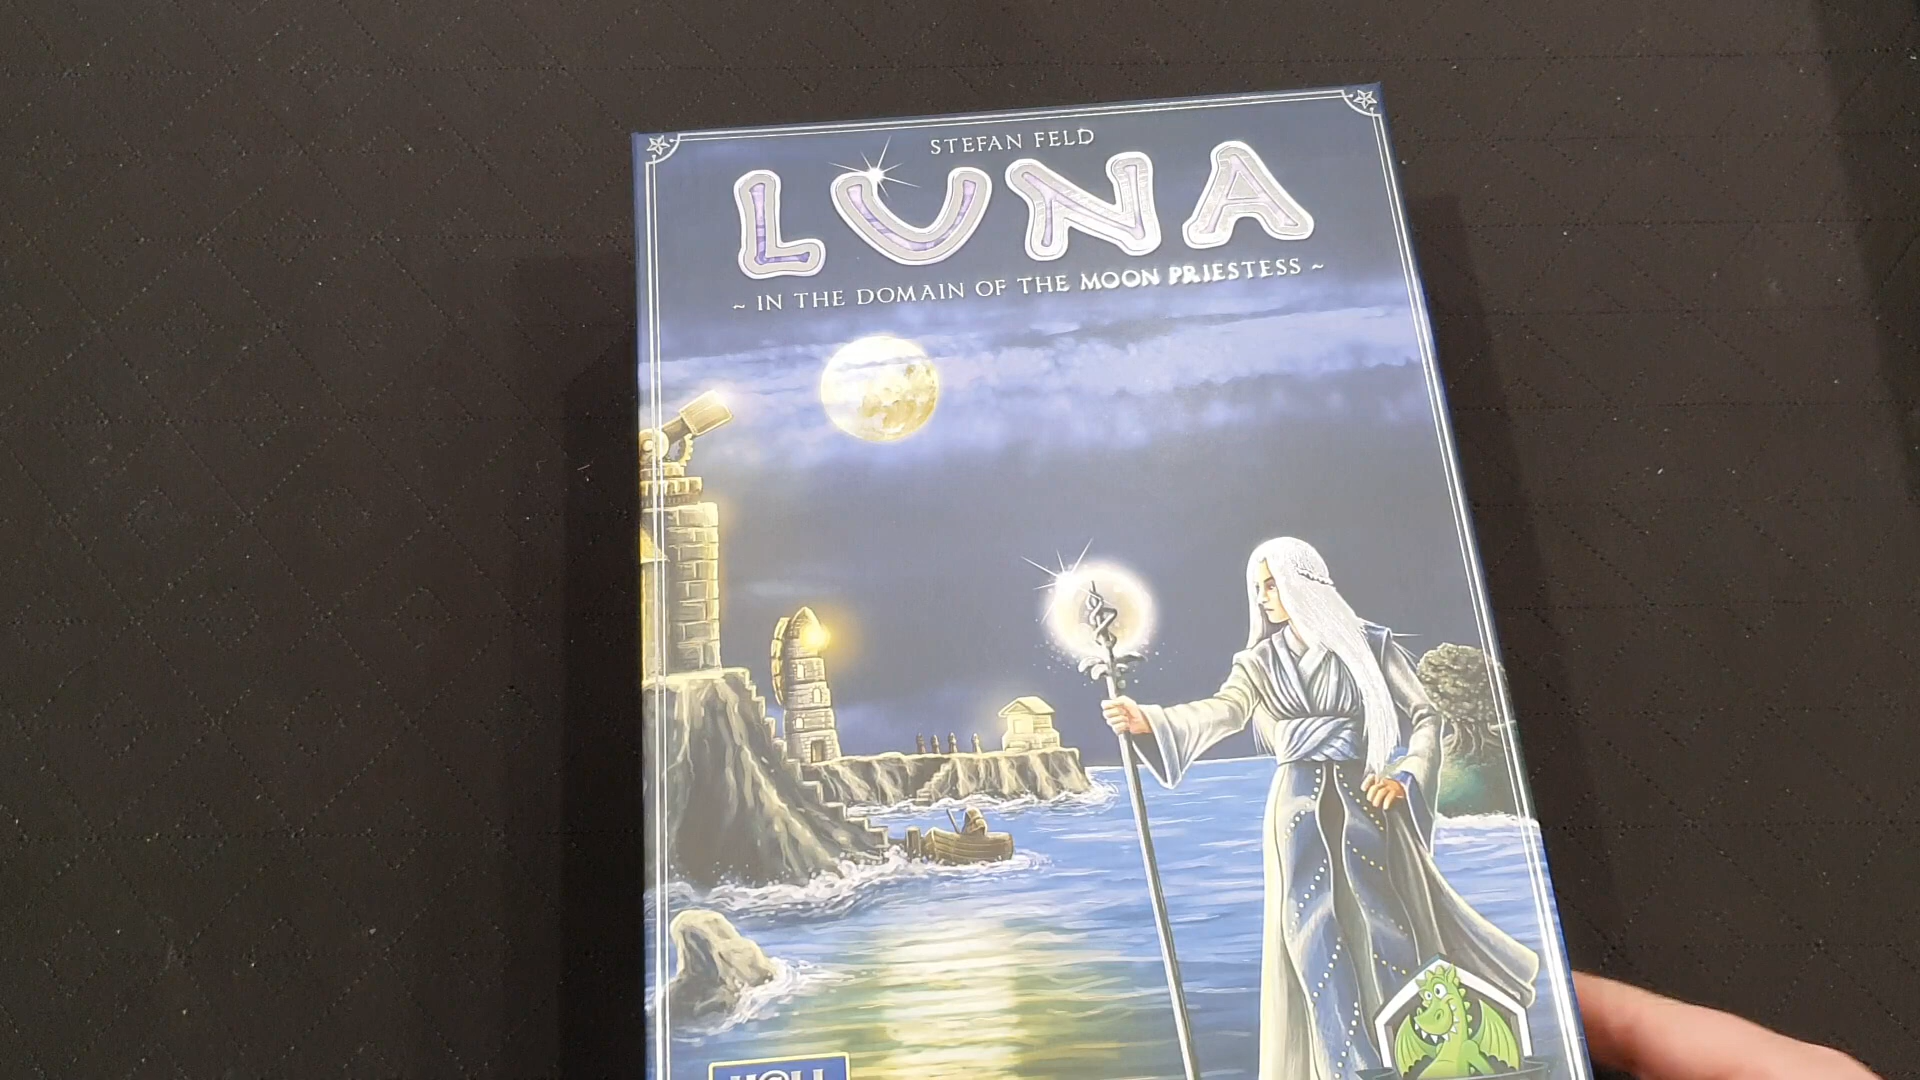 STEFAN FELD
LUNA
~ IN THE DOMAIN OF THE MOON PRIESTESS ~